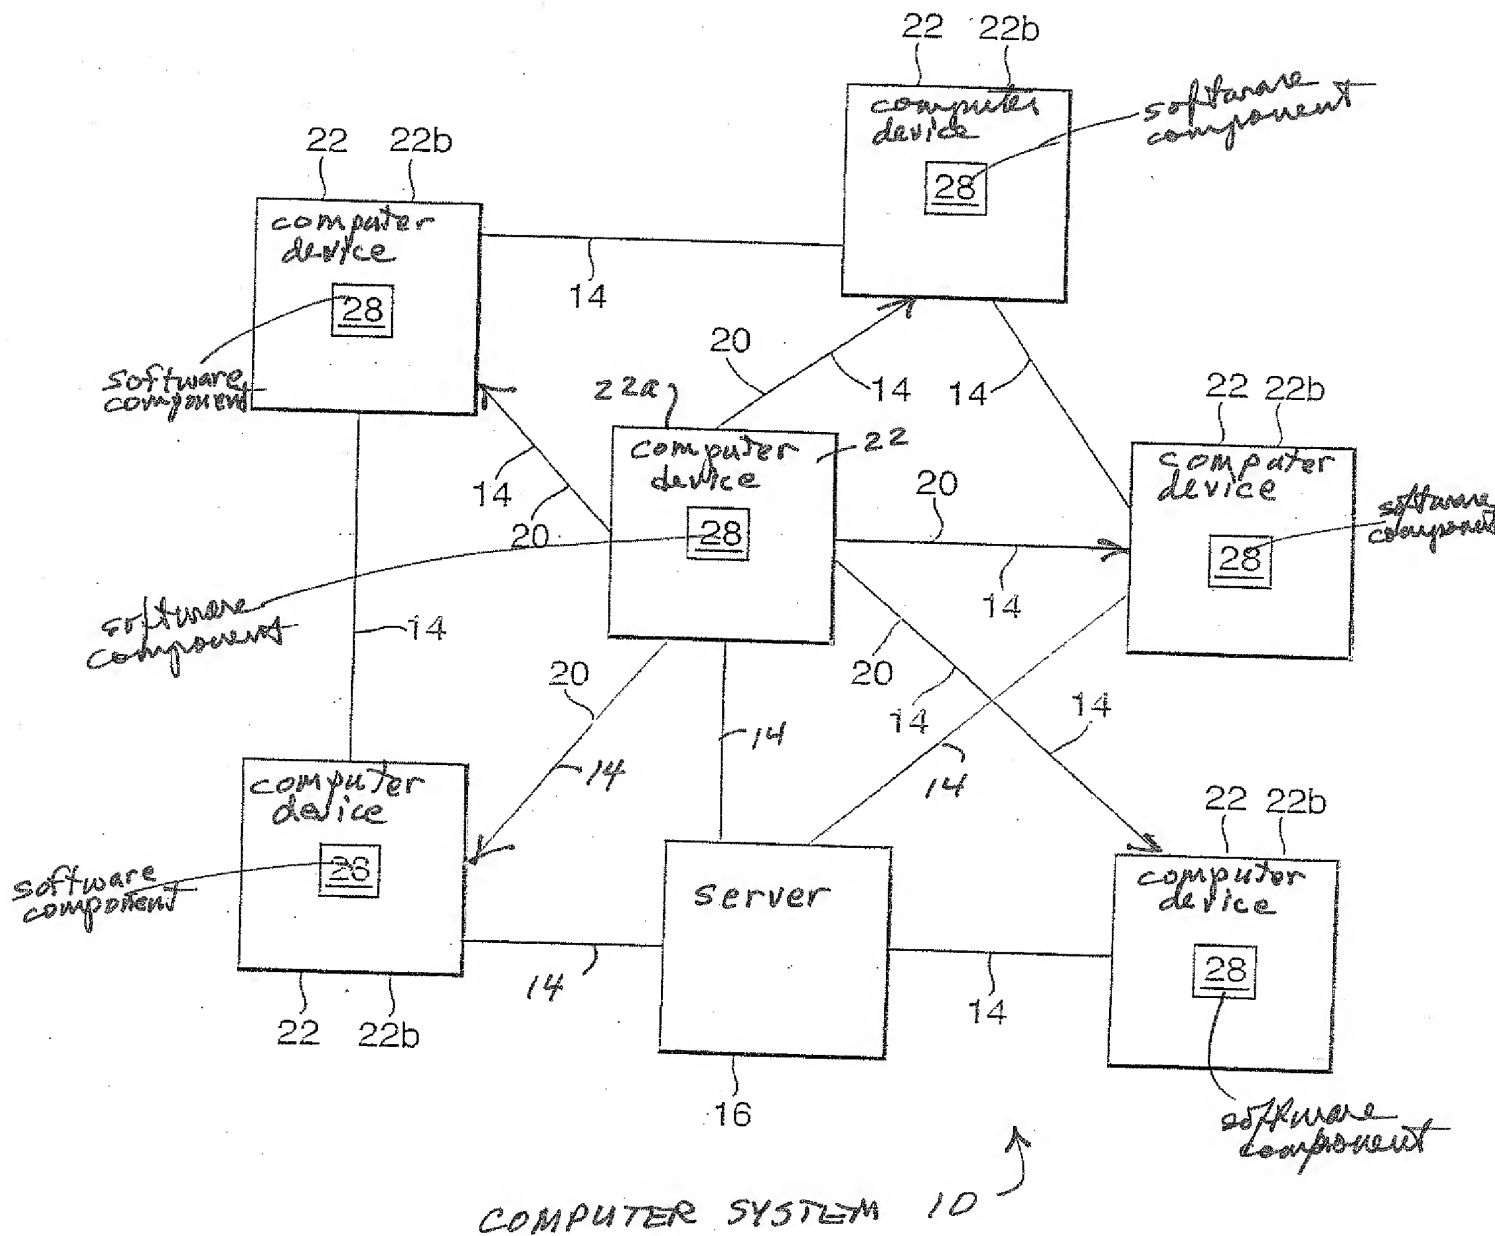 22 22b
computer
device
28
software
component
22 22b
computer
device
28
software
component
14
20
14
14
22a
computer
device
22
28
software
component
14
20
20
14
22 22b
computer
device
28
software
component
14
20
14
20
14
14
14
14
14
computer
device
28
software
component
22 22b
14
server
16
14
22 22b
computer
device
28
software
component
COMPUTER SYSTEM 10